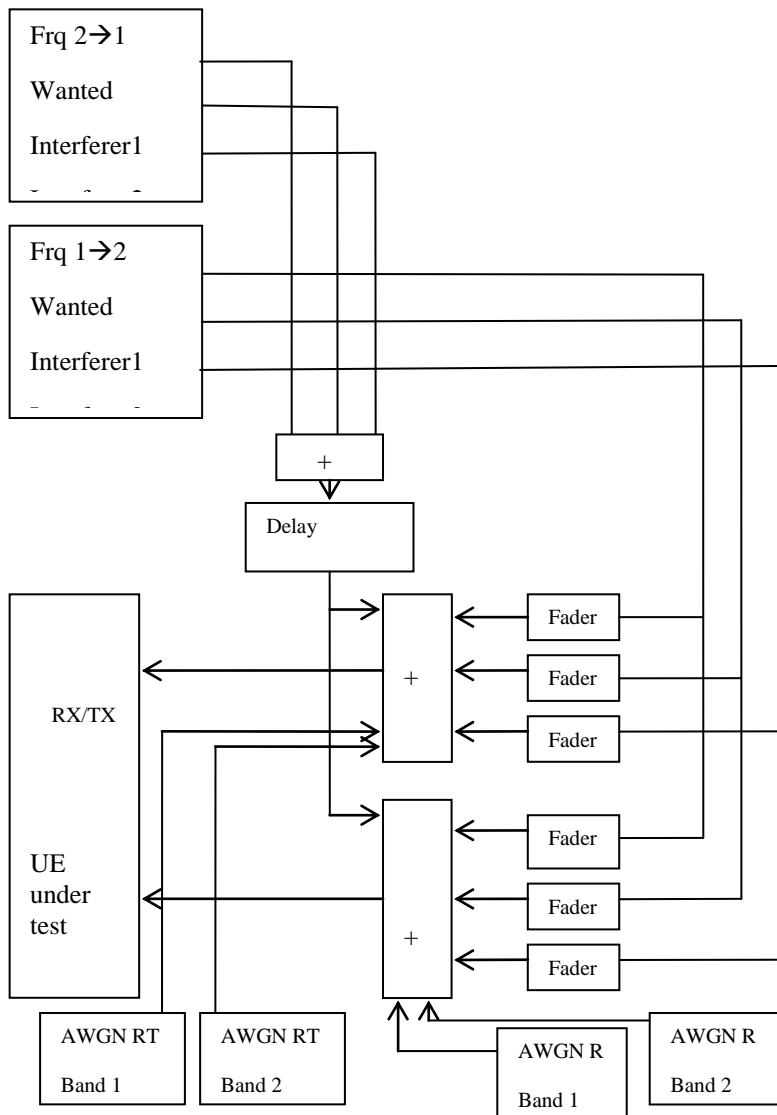 Frq 2→1
Wanted
Interferer1
Frq 1→2
Wanted
Interferer1
+
Delay
RX/TX
UE
under
test
+
Fader
Fader
Fader
+
Fader
Fader
Fader
AWGN RT
Band 1
AWGN RT
Band 2
AWGN R
Band 1
AWGN R
Band 2